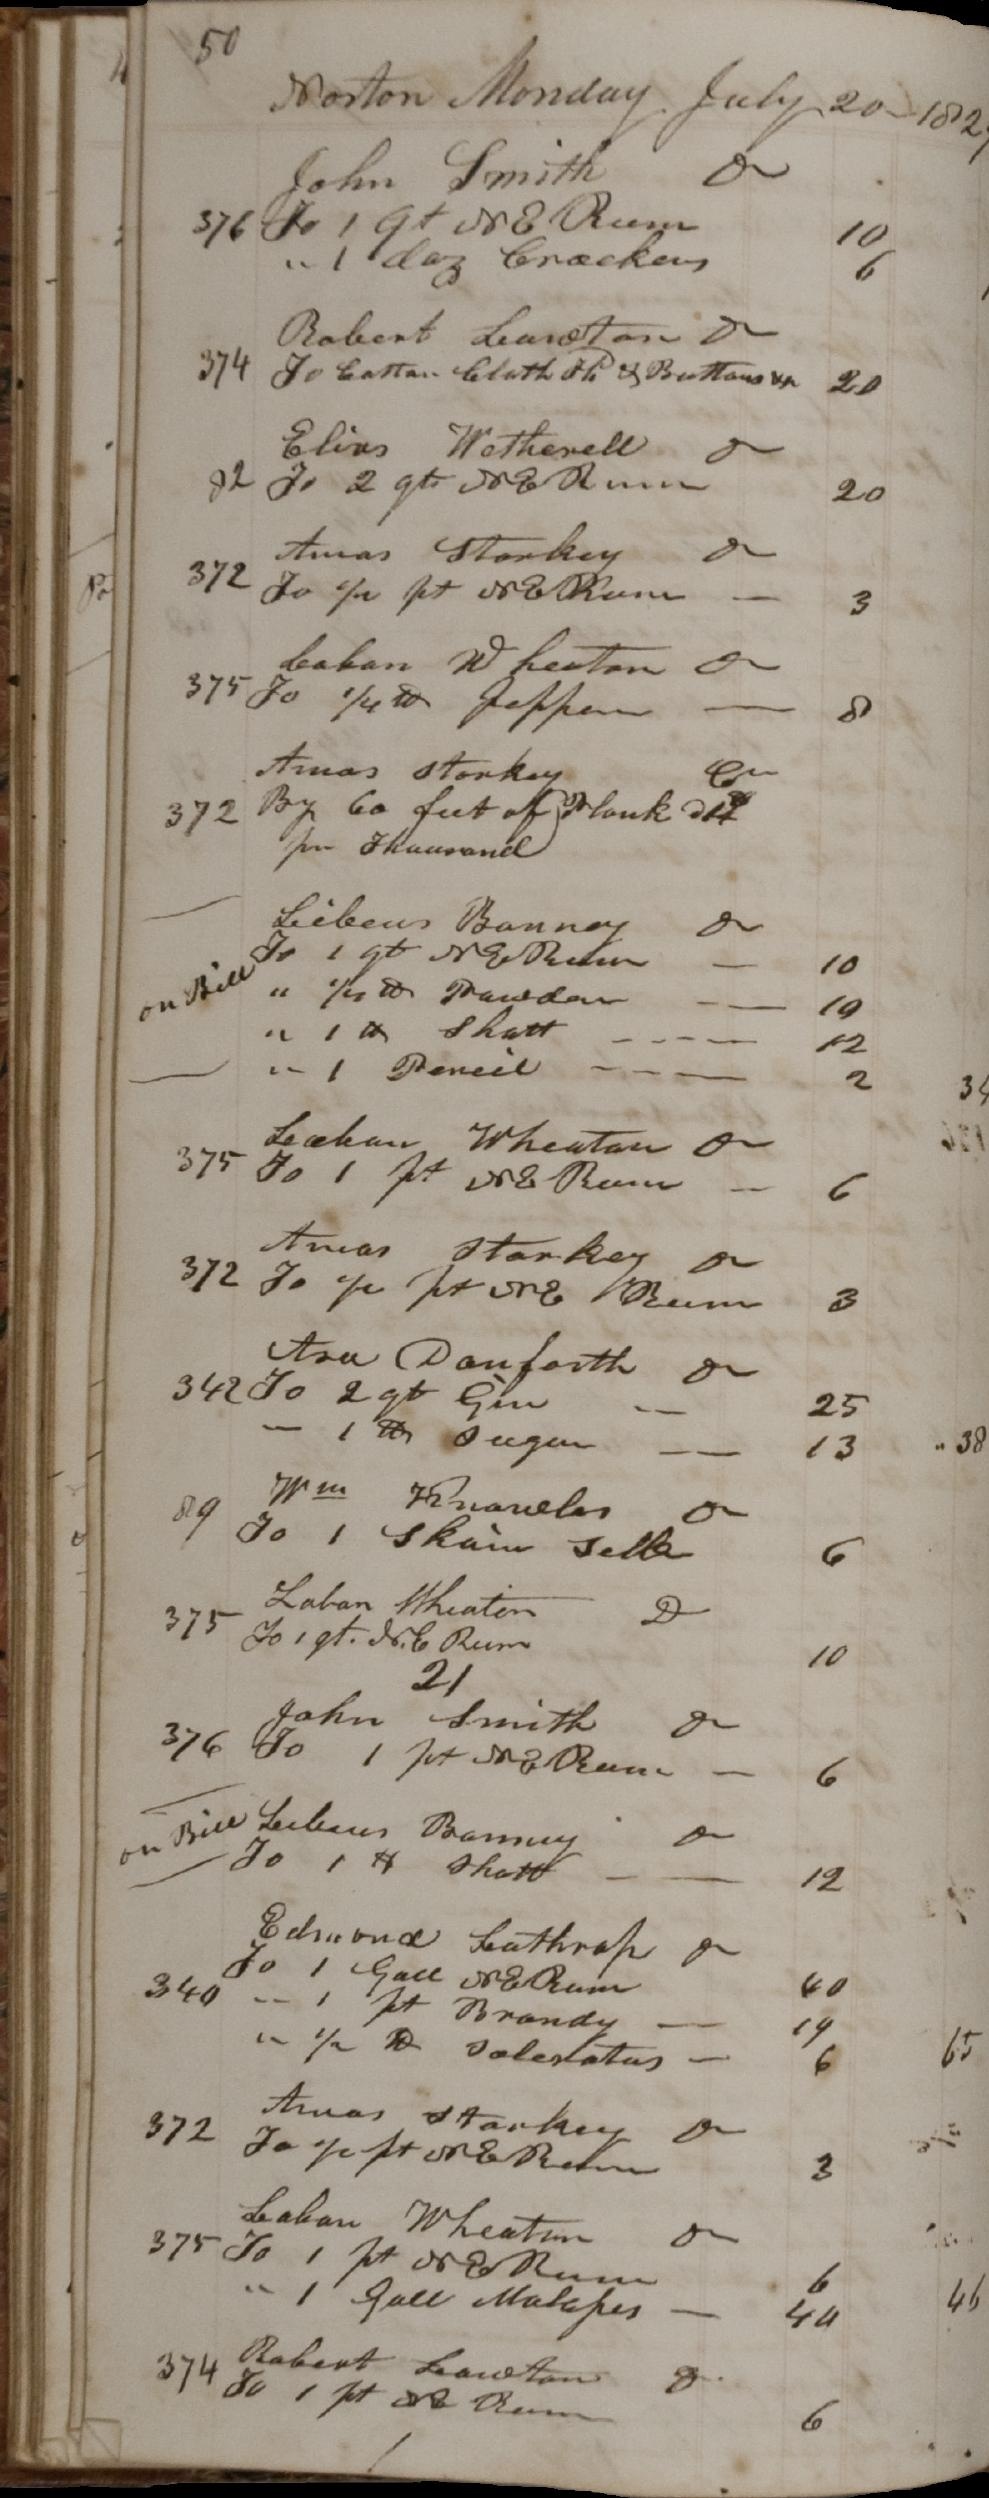 50
Norton Monday July 20 - 182
John Smith Dr
376 To 1 qt N E Rum 10
" 1 doz Crackers 6
Robert Lawton Dr
374 To Cotton Cloth & Buttons 20
Elias Wetherell Dr
82 To 2 qts N E Rum 20
Amas Starkey Dr
372 To 1/2 pt N E Rum — 3
Laban Wheaton Dr
375 To 1/4 lb Pepper — 8
Amas Starkey Cr
372 By 60 feet of Plank
per Thousand
Lebeus Banney Dr
To 1 qt N E Rum — 10
on Bill
" 1/2 lb Powder — 19
" 1 lb Shott - - - - 12
" 1 Pencil - - - 2 34
Laban Wheaton Dr
375 To 1 pt N E Rum — 6
Amas Starkey Dr
372 To 1/2 pt N E Rum 3
Asa Danforth Dr
342 To 2 qt Gin — 25
" 1 lb Sugar — 13 " 38
Wm Knowles Dr
89 To 1 Skain Silk 6
Laban Wheaton D
375 To 1 qt. N. E Rum 10
21
John Smith Dr
376 To 1 pt N E Rum — 6
on Bill Lebeus Banney Dr
To 1 lb Shott — 12
Edmond Lathrop Dr
To 1 Gall N E Rum 40
340 " 1 pt Brandy — 19
" 1/2 lb Saleratus — 6 65
Amas Starkey Dr
372 To 1/2 pt N E Rum 3
Laban Wheaton Dr
375 To 1 pt N E Rum 6
" 1 Gall Molasses — 40 46
374 Robert Lawton Dr
To 1 pt N E Rum 6